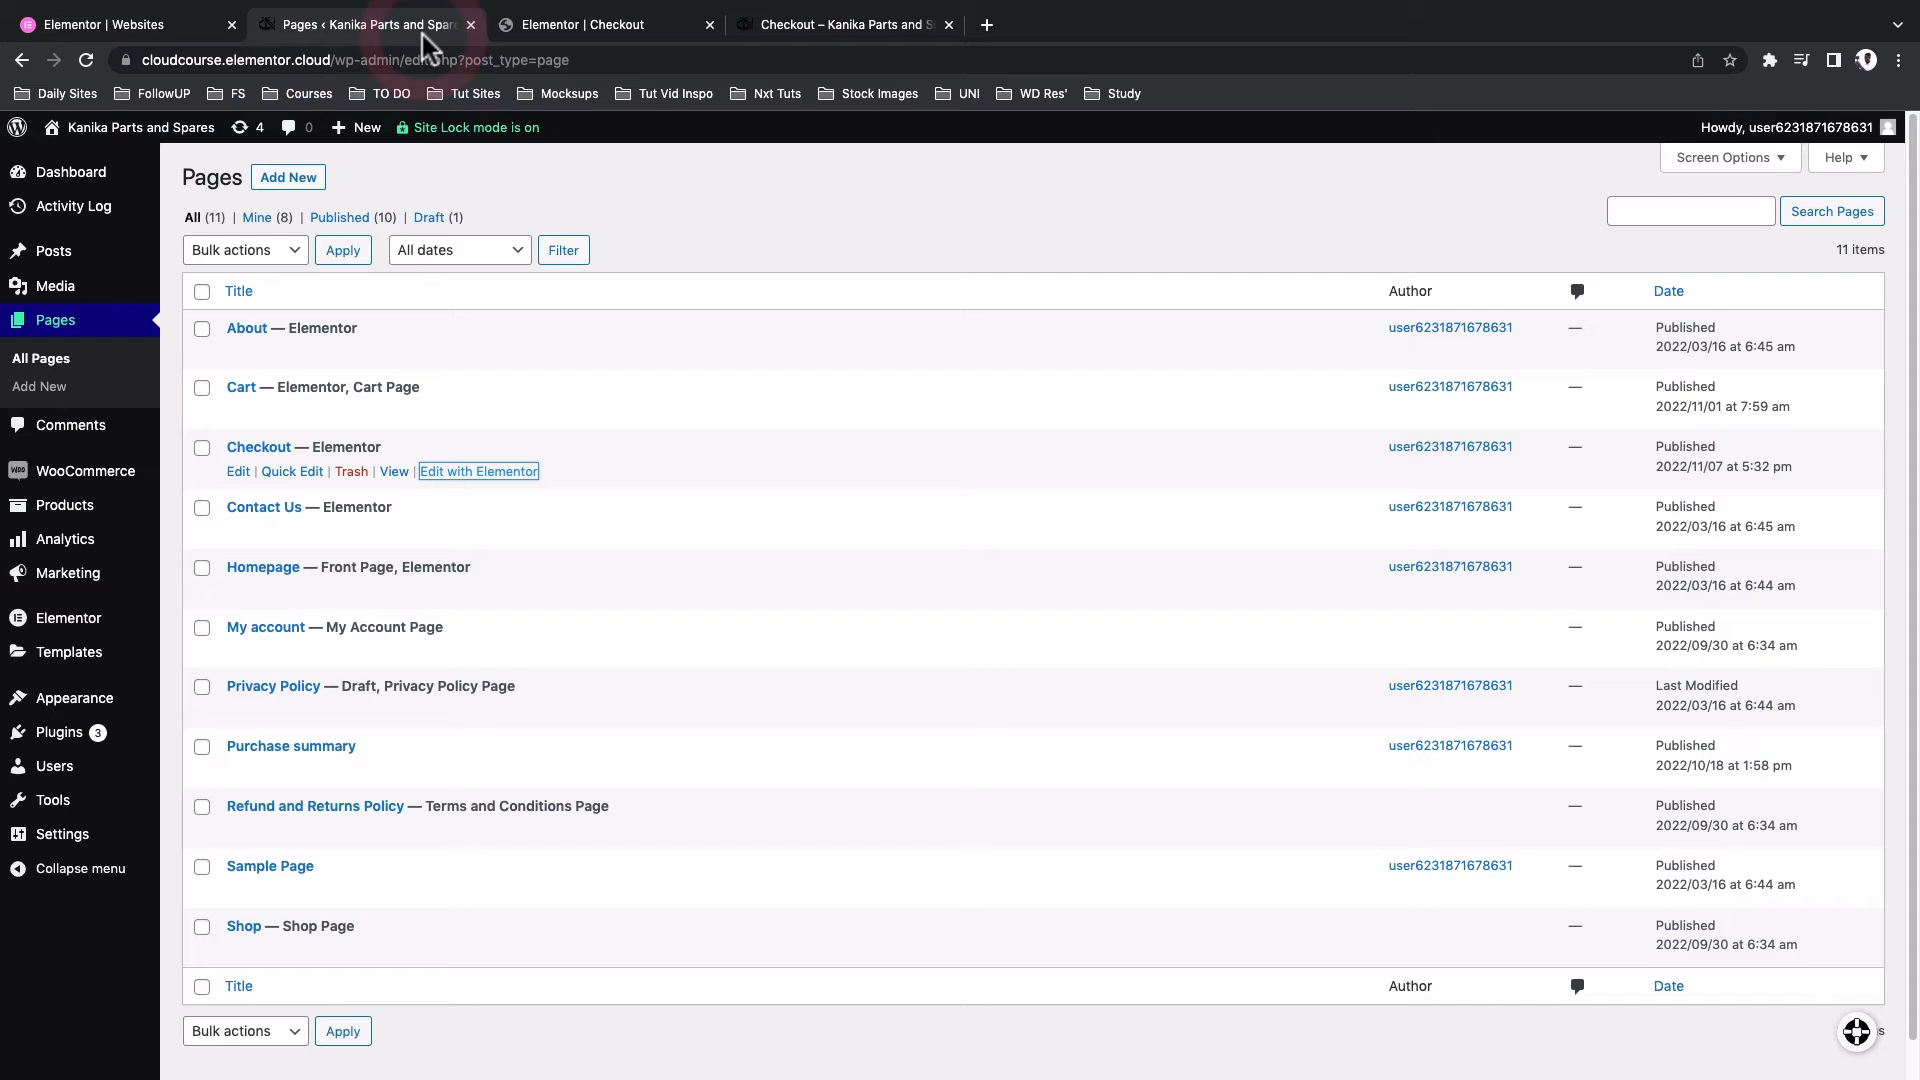 Elementor | Websites
Pages ‹ Kanika Parts and Spare
Elementor | Checkout
Checkout – Kanika Parts and S
cloudcourse.elementor.cloud/wp-admin/edit.php?post_type=page
Daily Sites
FollowUP
FS
Courses
TO DO
Tut Sites
Mocksups
Tut Vid Inspo
Nxt Tuts
Stock Images
UNI
WD Res'
Study
Kanika Parts and Spares
4
0
New
Site Lock mode is on
Howdy, user6231871678631
Dashboard
Activity Log
Posts
Media
Pages
All Pages
Add New
Comments
WooCommerce
Products
Analytics
Marketing
Elementor
Templates
Appearance
Plugins 3
Users
Tools
Settings
Collapse menu
Pages Add New
Screen Options
Help
All (11) | Mine (8) | Published (10) | Draft (1)
Search Pages
Bulk actions
Apply
All dates
Filter
11 items
Title Author Date
About — Elementor user6231871678631 — Published
2022/03/16 at 6:45 am
Cart — Elementor, Cart Page user6231871678631 — Published
2022/11/01 at 7:59 am
Checkout — Elementor user6231871678631 — Published
Edit | Quick Edit | Trash | View | Edit with Elementor 2022/11/07 at 5:32 pm
Contact Us — Elementor user6231871678631 — Published
2022/03/16 at 6:45 am
Homepage — Front Page, Elementor user6231871678631 — Published
2022/03/16 at 6:44 am
My account — My Account Page — Published
2022/09/30 at 6:34 am
Privacy Policy — Draft, Privacy Policy Page user6231871678631 — Last Modified
2022/03/16 at 6:44 am
Purchase summary user6231871678631 — Published
2022/10/18 at 1:58 pm
Refund and Returns Policy — Terms and Conditions Page — Published
2022/09/30 at 6:34 am
Sample Page user6231871678631 — Published
2022/03/16 at 6:44 am
Shop — Shop Page — Published
2022/09/30 at 6:34 am
Title Author Date
Bulk actions
Apply